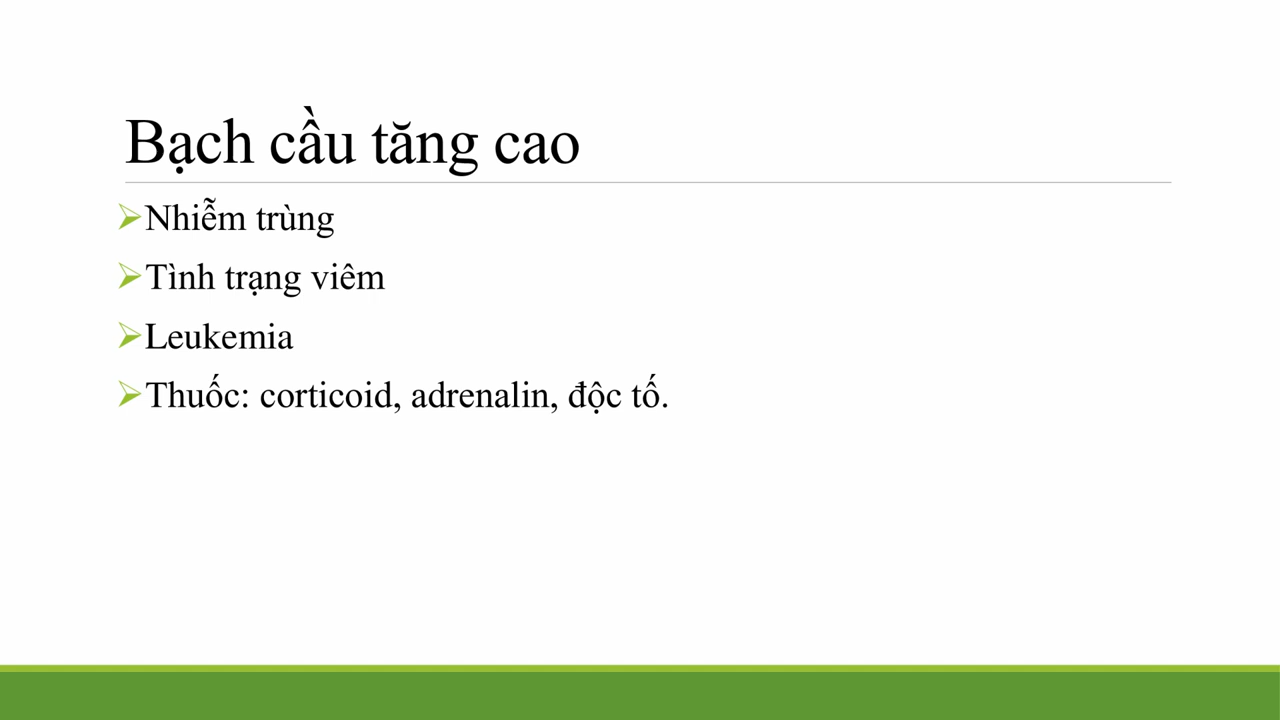 Bạch cầu tăng cao
Nhiễm trùng
Tình trạng viêm
Leukemia
Thuốc: corticoid, adrenalin, độc tố.